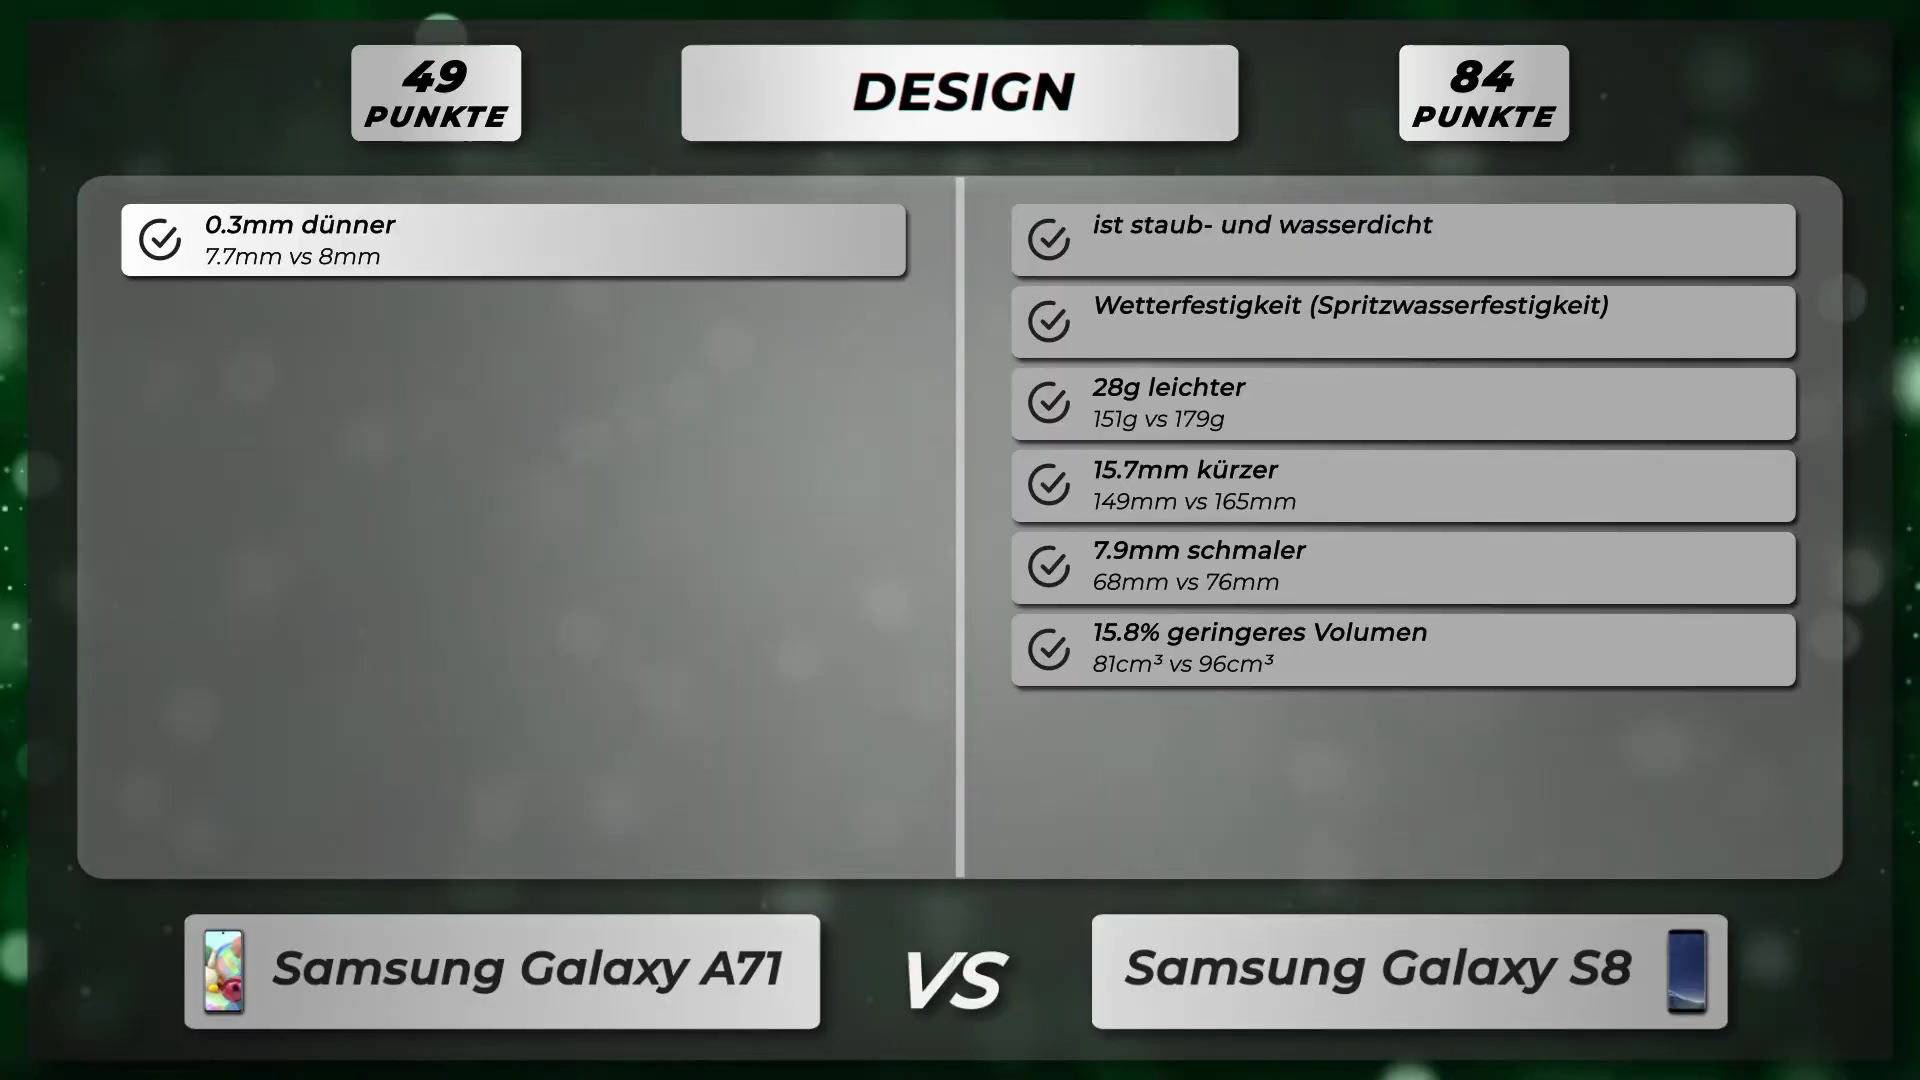 49
PUNKTE
DESIGN
84
PUNKTE
0.3mm dünner
7.7mm vs 8mm
ist staub- und wasserdicht
Wetterfestigkeit (Spritzwasserfestigkeit)
28g leichter
151g vs 179g
15.7mm kürzer
149mm vs 165mm
7.9mm schmaler
68mm vs 76mm
15.8% geringeres Volumen
81cm³ vs 96cm³
Samsung Galaxy A71
VS
Samsung Galaxy S8